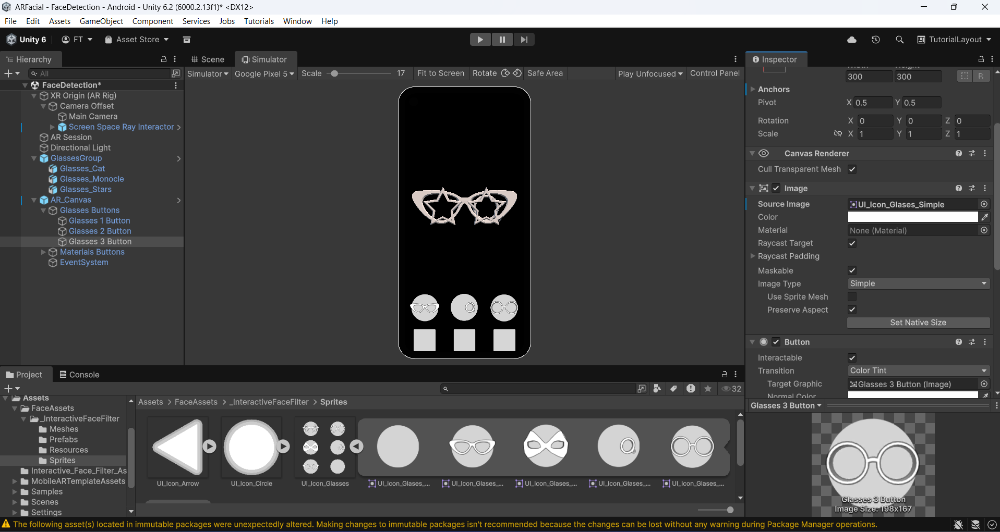 ARFacial - FaceDetection - Android - Unity 6.2 (6000.2.13f1)* <DX12>
File Edit Assets GameObject Component Services Jobs Tutorials Window Help
Unity 6 FT Asset Store TutorialLayout
Hierarchy
All
FaceDetection*
XR Origin (AR Rig)
Camera Offset
Main Camera
Screen Space Ray Interactor
AR Session
Directional Light
GlassesGroup
Glasses_Cat
Glasses_Monocle
Glasses_Stars
AR_Canvas
Glasses Buttons
Glasses 1 Button
Glasses 2 Button
Glasses 3 Button
Materials Buttons
EventSystem
Scene Simulator
Simulator Google Pixel 5 Scale 17 Fit to Screen Rotate Safe Area Play Unfocused Control Panel
Inspector
Width Height
300 300 R
Anchors
Pivot X 0.5 Y 0.5
Rotation X 0 Y 0 Z 0
Scale X 1 Y 1 Z 1
Canvas Renderer
Cull Transparent Mesh
Image
Source Image UI_Icon_Glases_Simple
Color
Material None (Material)
Raycast Target
Raycast Padding
Maskable
Image Type Simple
Use Sprite Mesh
Preserve Aspect
Set Native Size
Button
Interactable
Transition Color Tint
Target Graphic Glasses 3 Button (Image)
Normal Color
Glasses 3 Button
Glasses 3 Button
Image Size: 198x167
Project Console
32
Assets
FaceAssets
_InteractiveFaceFilter
Meshes
Prefabs
Resources
Sprites
Interactive_Face_Filter_As
MobileARTemplateAssets
Samples
Scenes
Settings
Assets > FaceAssets > _InteractiveFaceFilter > Sprites
UI_Icon_Arrow UI_Icon_Circle UI_Icon_Glasses UI_Icon_Glases_... UI_Icon_Glases_... UI_Icon_Glases_... UI_Icon_Glases_... UI_Icon_Glases_...
The following asset(s) located in immutable packages were unexpectedly altered. Making changes to immutable packages isn't recommended because the changes can be lost without any warning during Package Manager operations.